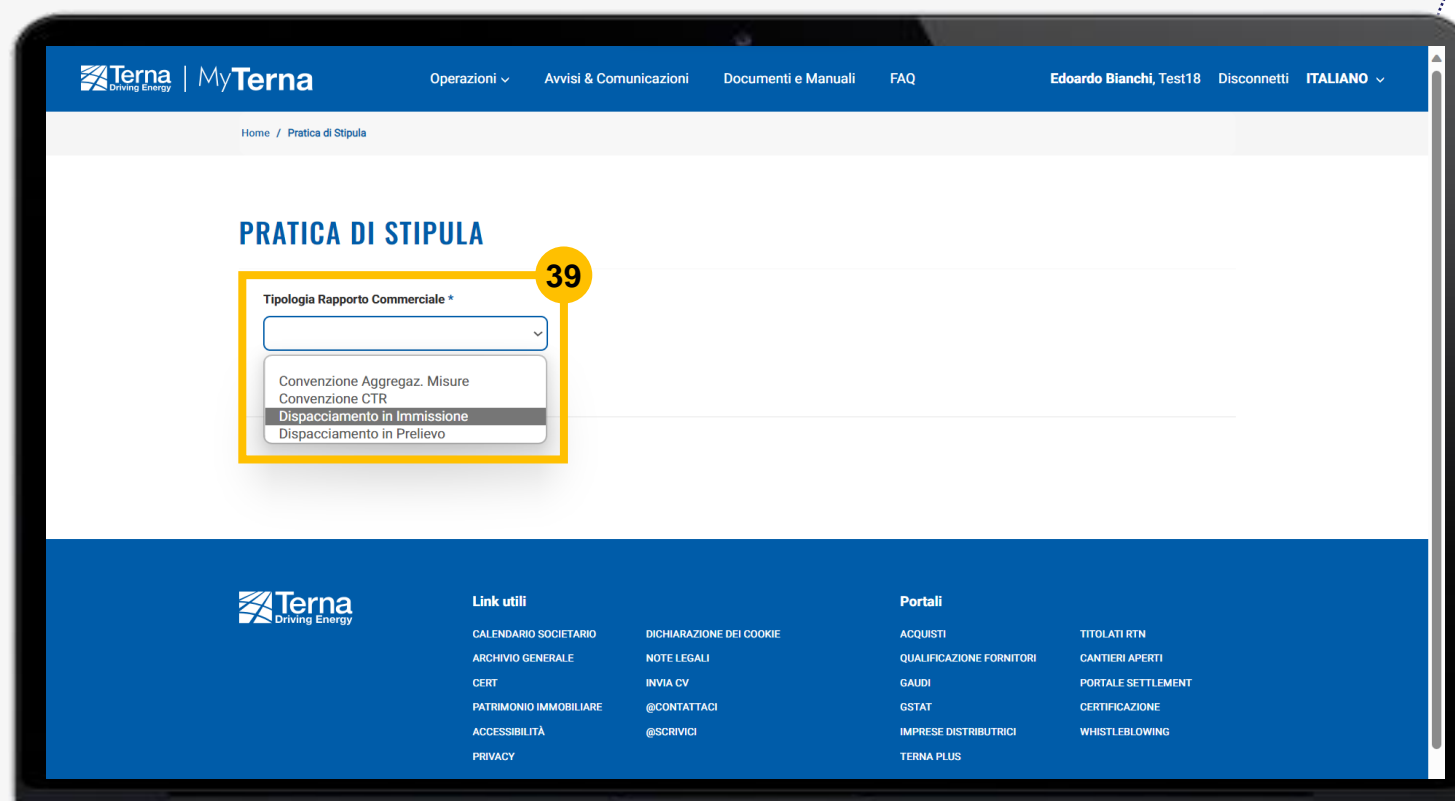 Terna
Driving Energy
MyTerna
Operazioni
Avvisi & Comunicazioni
Documenti e Manuali
FAQ
Edoardo Bianchi, Test18
Disconnetti
ITALIANO
Home / Pratica di Stipula
PRATICA DI STIPULA
39
Tipologia Rapporto Commerciale *
Convenzione Aggregaz. Misure
Convenzione CTR
Dispacciamento in Immissione
Dispacciamento in Prelievo
Terna
Driving Energy
Link utili
CALENDARIO SOCIETARIO
ARCHIVIO GENERALE
CERT
PATRIMONIO IMMOBILIARE
ACCESSIBILITÀ
PRIVACY
DICHIARAZIONE DEI COOKIE
NOTE LEGALI
INVIA CV
@CONTATTACI
@SCRIVICI
Portali
ACQUISTI
QUALIFICAZIONE FORNITORI
GAUDI
GSTAT
IMPRESE DISTRIBUTRICI
TERNA PLUS
TITOLATI RTN
CANTIERI APERTI
PORTALE SETTLEMENT
CERTIFICAZIONE
WHISTLEBLOWING